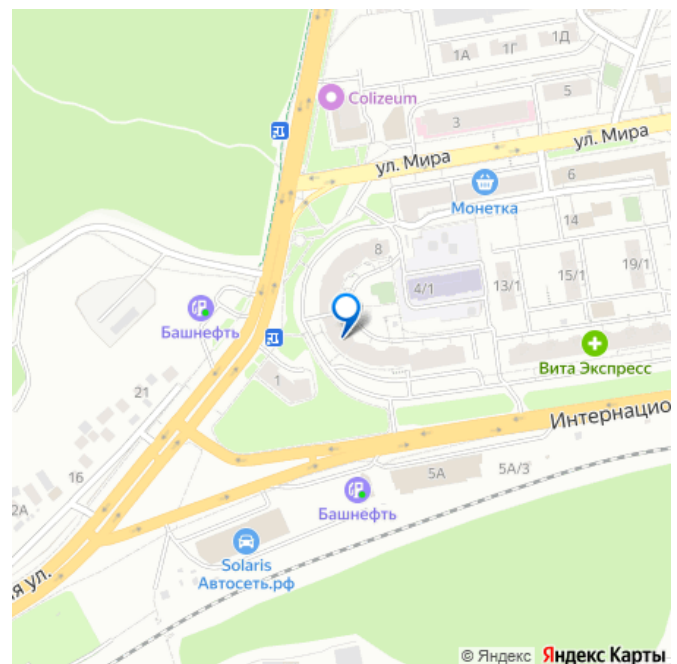 1А
1Г
1Д
Colizeum
5
3
ул. Мира
ул. Мира
6
Монетка
14
8
4/1
13/1
15/1
19/1
Башнефть
Вита Экспресс
1
21
Интернацио
16
5А
5А/3
2А
Башнефть
Solaris
Автосеть.рф
я ул.
© Яндекс Яндекс Карты